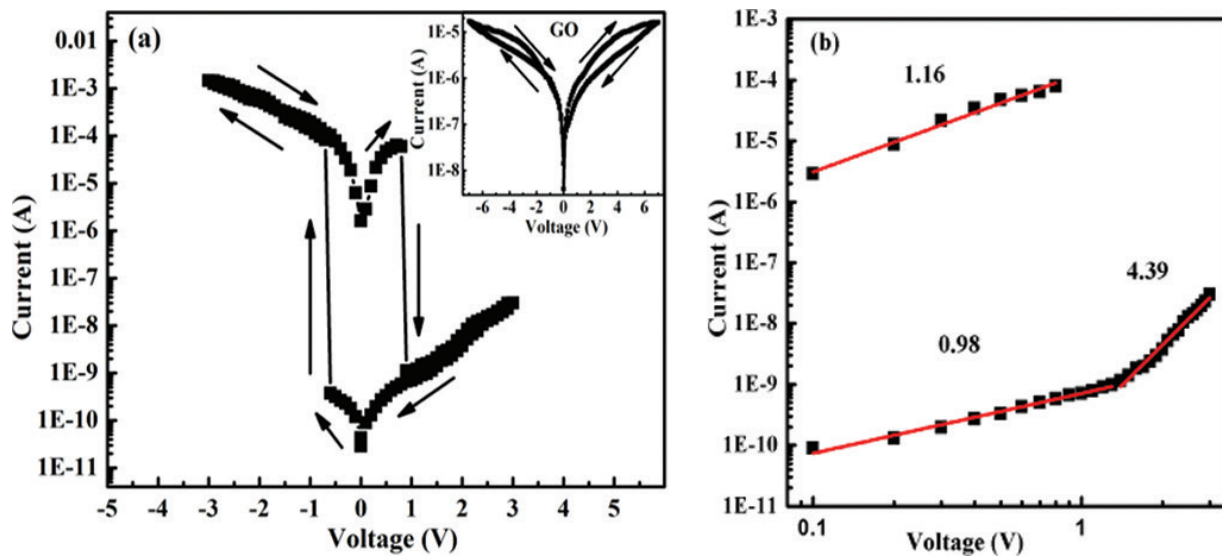 (a)
GO
Current (A)
0.01
1E-3
1E-4
1E-5
1E-6
1E-7
1E-8
1E-9
1E-10
1E-11
-5 -4 -3 -2 -1 0 1 2 3 4 5
Voltage (V)
Current (A)
1E-5
1E-6
1E-7
1E-8
-6 -4 -2 0 2 4 6
Voltage (V)
(b)
1.16
4.39
0.98
Current (A)
1E-3
1E-4
1E-5
1E-6
1E-7
1E-8
1E-9
1E-10
1E-11
0.1 1
Voltage (V)